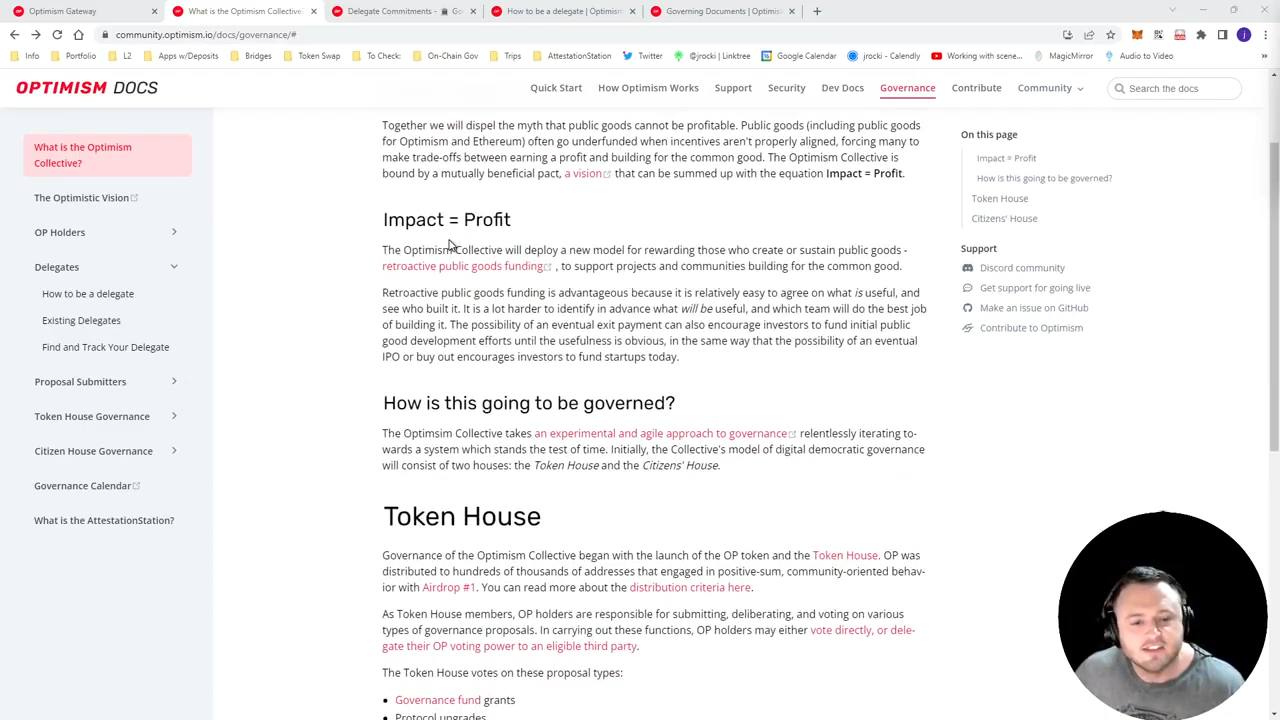 Optimism Gateway
What is the Optimism Collective
Delegate Commitments - 🏛 Go
How to be a delegate | Optimism
Governing Documents | Optimism
community.optimism.io/docs/governance/#
Info
Portfolio
L2
Apps w/Deposits
Bridges
Token Swap
To Check:
On-Chain Gov
Trips
AttestationStation
Twitter
@jrocki | Linktree
Google Calendar
jrocki - Calendly
Working with scene...
MagicMirror
Audio to Video
OPTIMISM DOCS
Quick Start
How Optimism Works
Support
Security
Dev Docs
Governance
Contribute
Community
Search the docs
What is the Optimism
Collective?
The Optimistic Vision
OP Holders
Delegates
How to be a delegate
Existing Delegates
Find and Track Your Delegate
Proposal Submitters
Token House Governance
Citizen House Governance
Governance Calendar
What is the AttestationStation?
Together we will dispel the myth that public goods cannot be profitable. Public goods (including public goods
for Optimism and Ethereum) often go underfunded when incentives aren't properly aligned, forcing many to
make trade-offs between earning a profit and building for the common good. The Optimism Collective is
bound by a mutually beneficial pact, a vision that can be summed up with the equation Impact = Profit.
Impact = Profit
The Optimism Collective will deploy a new model for rewarding those who create or sustain public goods -
retroactive public goods funding , to support projects and communities building for the common good.
Retroactive public goods funding is advantageous because it is relatively easy to agree on what is useful, and
see who built it. It is a lot harder to identify in advance what will be useful, and which team will do the best job
of building it. The possibility of an eventual exit payment can also encourage investors to fund initial public
good development efforts until the usefulness is obvious, in the same way that the possibility of an eventual
IPO or buy out encourages investors to fund startups today.
How is this going to be governed?
The Optimsim Collective takes an experimental and agile approach to governance relentlessly iterating to-
wards a system which stands the test of time. Initially, the Collective's model of digital democratic governance
will consist of two houses: the Token House and the Citizens' House.
Token House
Governance of the Optimism Collective began with the launch of the OP token and the Token House. OP was
distributed to hundreds of thousands of addresses that engaged in positive-sum, community-oriented behav-
ior with Airdrop #1. You can read more about the distribution criteria here.
As Token House members, OP holders are responsible for submitting, deliberating, and voting on various
types of governance proposals. In carrying out these functions, OP holders may either vote directly, or dele-
gate their OP voting power to an eligible third party.
The Token House votes on these proposal types:
Governance fund grants
Protocol upgrades
On this page
Impact = Profit
How is this going to be governed?
Token House
Citizens' House
Support
Discord community
Get support for going live
Make an issue on GitHub
Contribute to Optimism